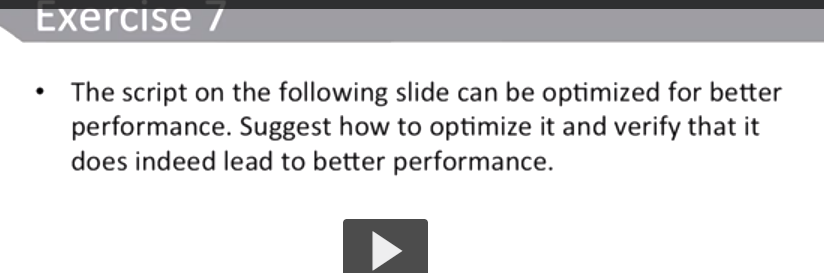 Exercise 7
• The script on the following slide can be optimized for better
performance. Suggest how to optimize it and verify that it
does indeed lead to better performance.